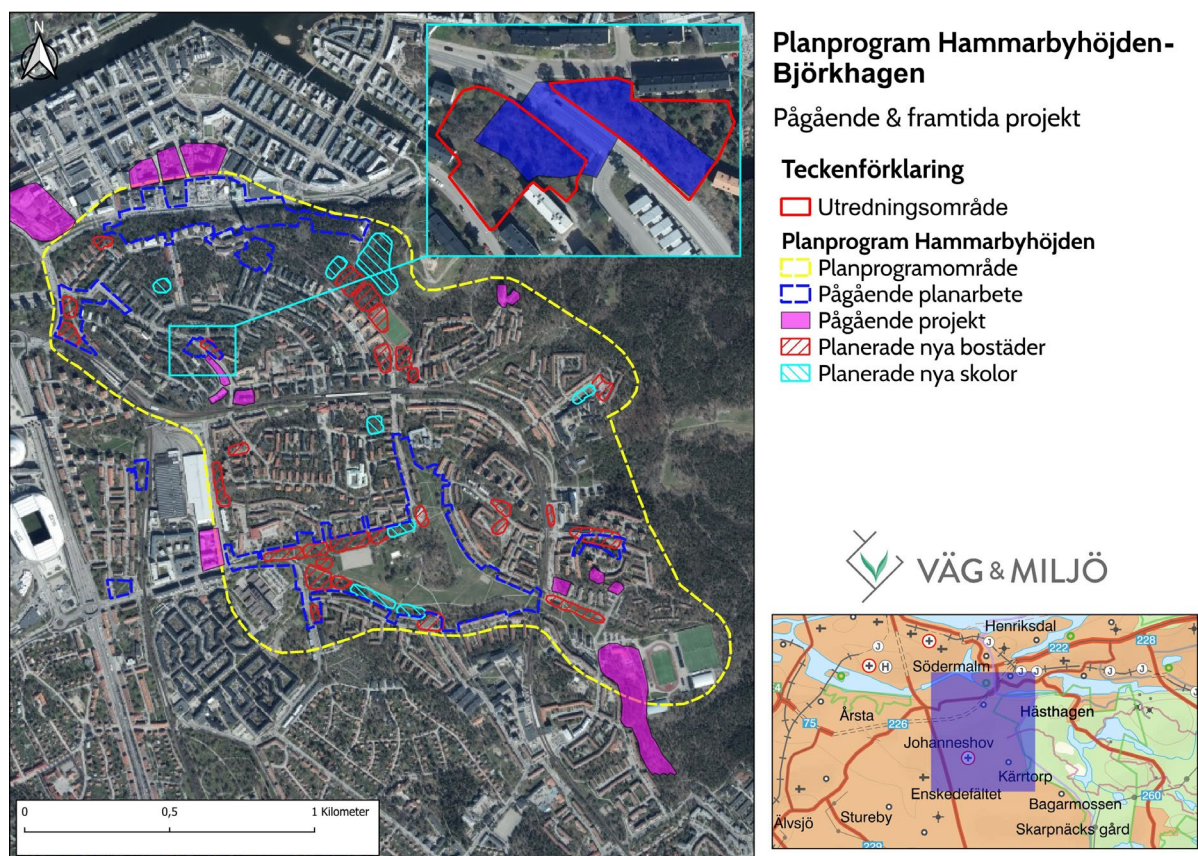 N
Planprogram Hammarbyhöjden-
Björkhagen
Pågående & framtida projekt
Teckenförklaring
Utredningsområde
Planprogram Hammarbyhöjden
Planprogramområde
Pågående planarbete
Pågående projekt
Planerade nya bostäder
Planerade nya skolor
VÄG & MILJÖ
0 0,5 1 Kilometer
Henriksdal
222
228
J
J
J
J
J
H
Södermalm
Årsta
75
226
Hästhagen
Johanneshov
Kärrtorp
Enskedefältet
Bagarmossen
260
Älvsjö
Stureby
Skarpnäcks gård
229